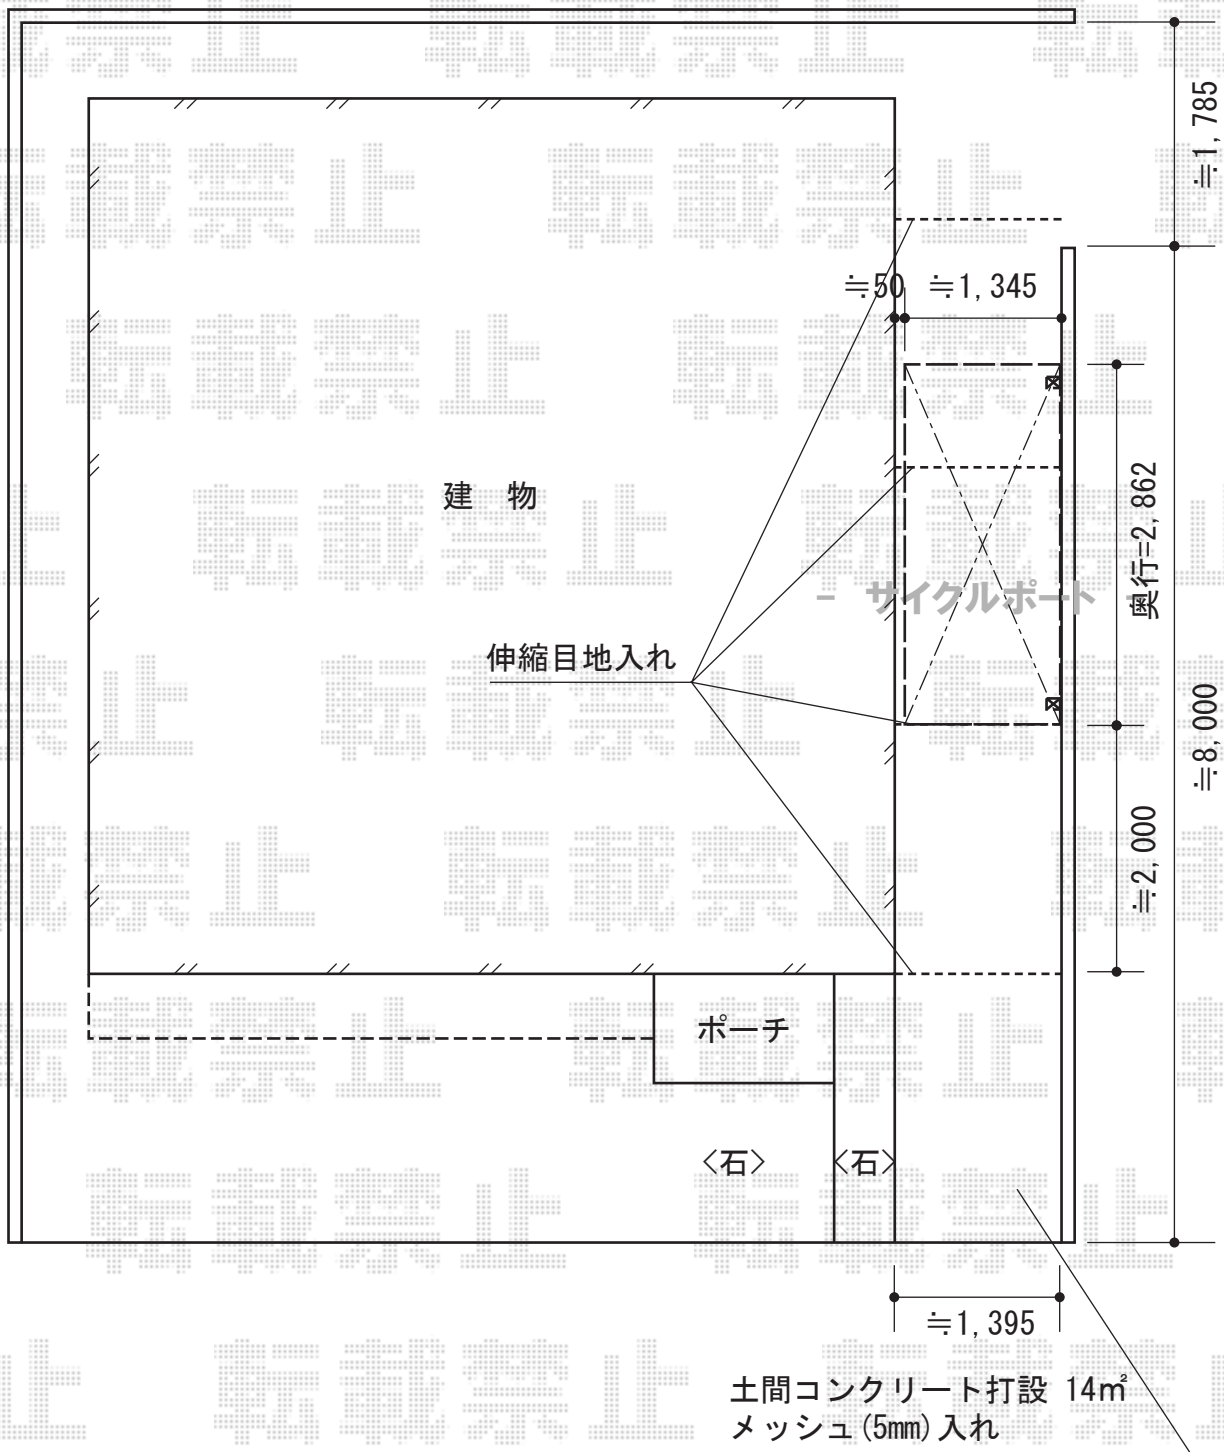 ≒1,785
≒50
≒1,345
建　物
奥行=2,862
－ サイクルポート －
伸縮目地入れ
≒8,000
≒2,000
ポーチ
〈石〉
〈石〉
≒1,395
土間コンクリート打設 14㎡
メッシュ(5mm)入れ
転載禁止